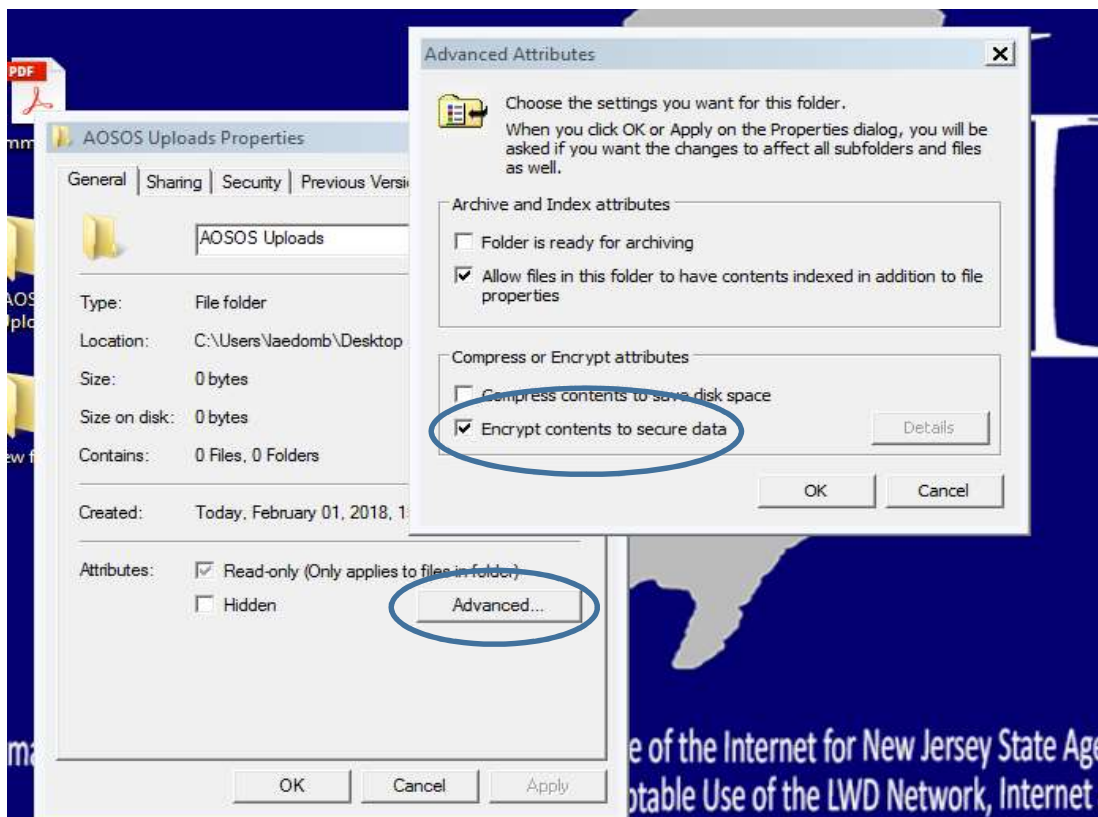 PDF
AOSOS Uploads Properties
General
Sharing
Security
Previous Versi
AOSOS Uploads
Type:
File folder
Location:
C:\Users\laedomb\Desktop
Size:
0 bytes
Size on disk:
0 bytes
Contains:
0 Files, 0 Folders
Created:
Today, February 01, 2018, 1
Attributes:
Read-only (Only applies to files in folder)
Hidden
Advanced...
OK
Cancel
Apply
Advanced Attributes
Choose the settings you want for this folder.
When you click OK or Apply on the Properties dialog, you will be
asked if you want the changes to affect all subfolders and files
as well.
Archive and Index attributes
Folder is ready for archiving
Allow files in this folder to have contents indexed in addition to file
properties
Compress or Encrypt attributes
Compress contents to save disk space
Encrypt contents to secure data
Details
OK
Cancel
e of the Internet for New Jersey State Age
ptable Use of the LWD Network, Internet